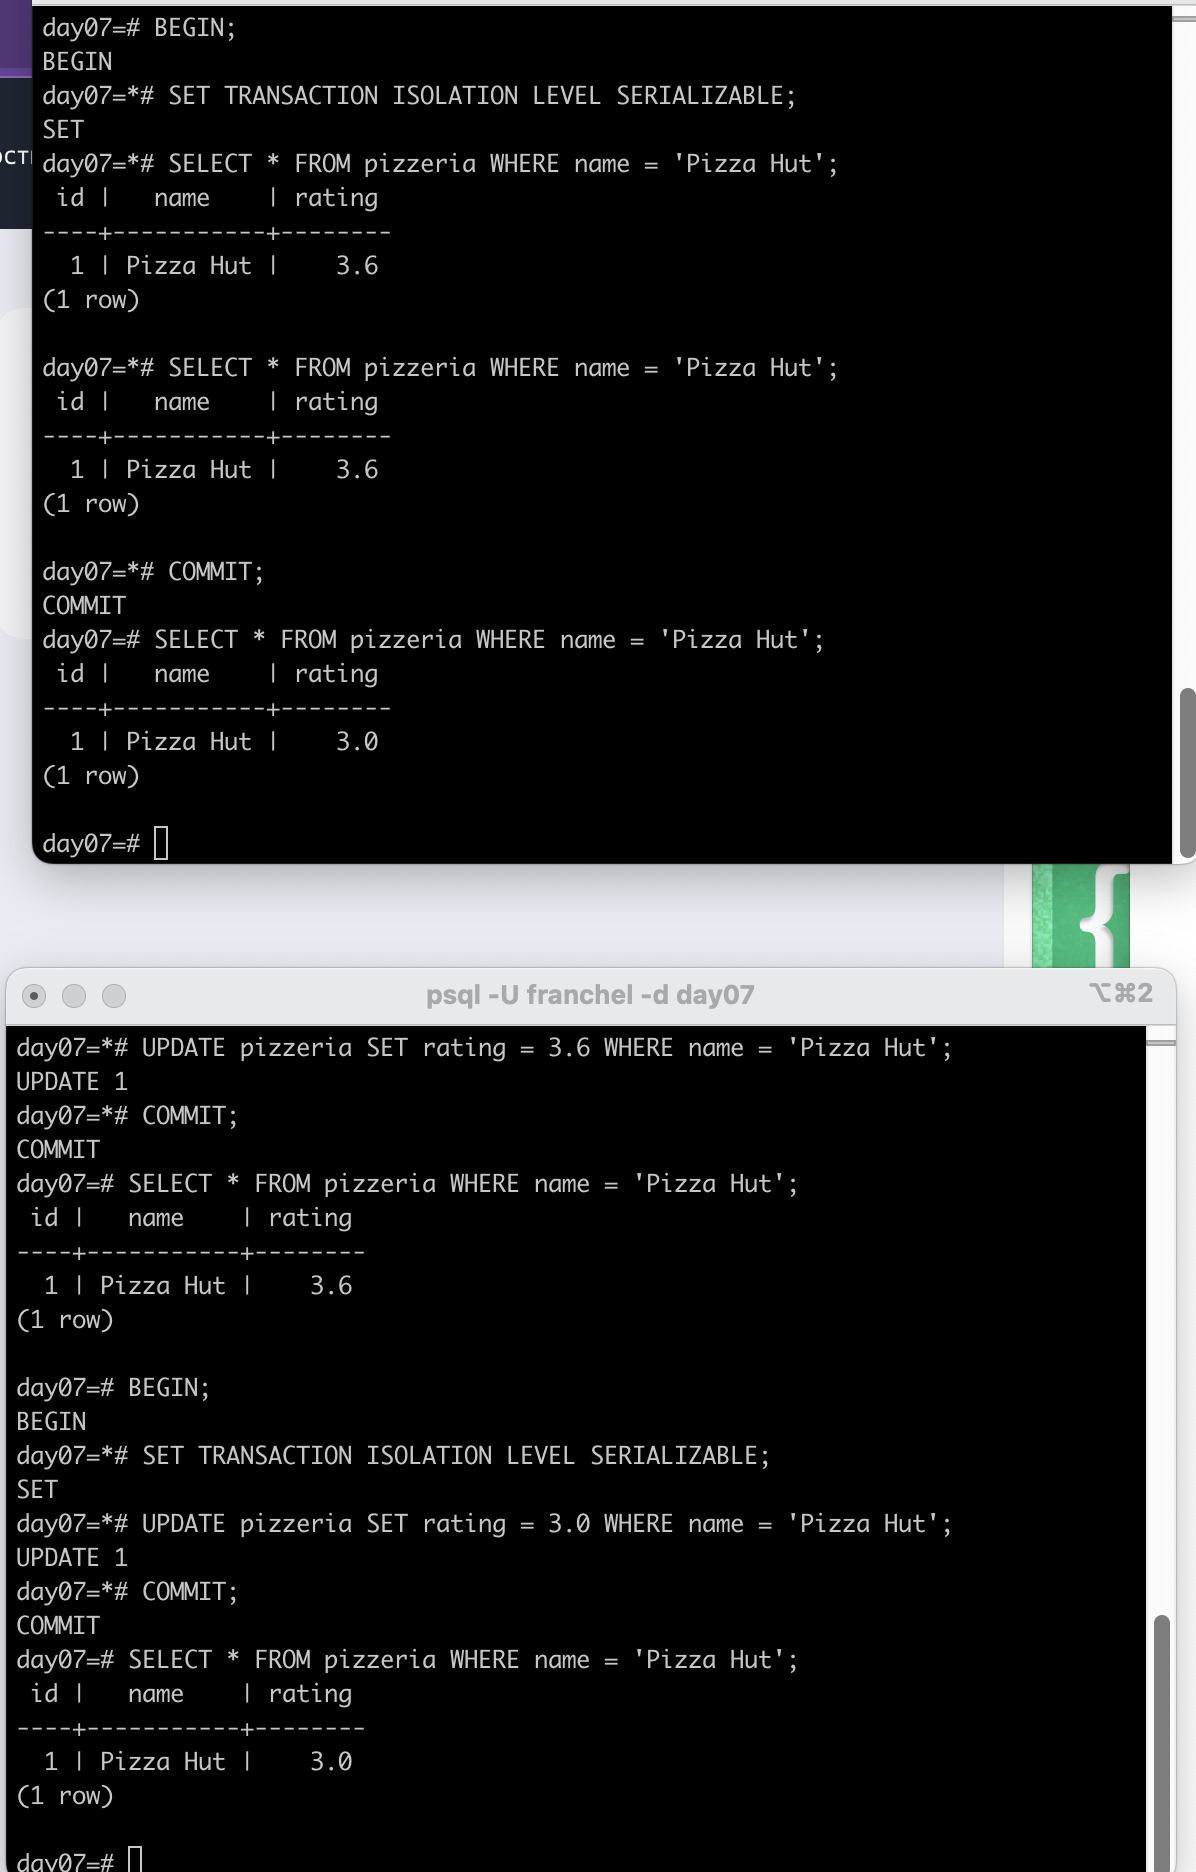 day07=# BEGIN;
BEGIN
day07=*# SET TRANSACTION ISOLATION LEVEL SERIALIZABLE;
SET
day07=*# SELECT * FROM pizzeria WHERE name = 'Pizza Hut';
 id |   name    | rating
----+-----------+--------
  1 | Pizza Hut |    3.6
(1 row)

day07=*# SELECT * FROM pizzeria WHERE name = 'Pizza Hut';
 id |   name    | rating
----+-----------+--------
  1 | Pizza Hut |    3.6
(1 row)

day07=*# COMMIT;
COMMIT
day07=# SELECT * FROM pizzeria WHERE name = 'Pizza Hut';
 id |   name    | rating
----+-----------+--------
  1 | Pizza Hut |    3.0
(1 row)

day07=#
{
psql -U franchel -d day07 ⌥⌘2
day07=*# UPDATE pizzeria SET rating = 3.6 WHERE name = 'Pizza Hut';
UPDATE 1
day07=*# COMMIT;
COMMIT
day07=# SELECT * FROM pizzeria WHERE name = 'Pizza Hut';
 id |   name    | rating
----+-----------+--------
  1 | Pizza Hut |    3.6
(1 row)

day07=# BEGIN;
BEGIN
day07=*# SET TRANSACTION ISOLATION LEVEL SERIALIZABLE;
SET
day07=*# UPDATE pizzeria SET rating = 3.0 WHERE name = 'Pizza Hut';
UPDATE 1
day07=*# COMMIT;
COMMIT
day07=# SELECT * FROM pizzeria WHERE name = 'Pizza Hut';
 id |   name    | rating
----+-----------+--------
  1 | Pizza Hut |    3.0
(1 row)

day07=#